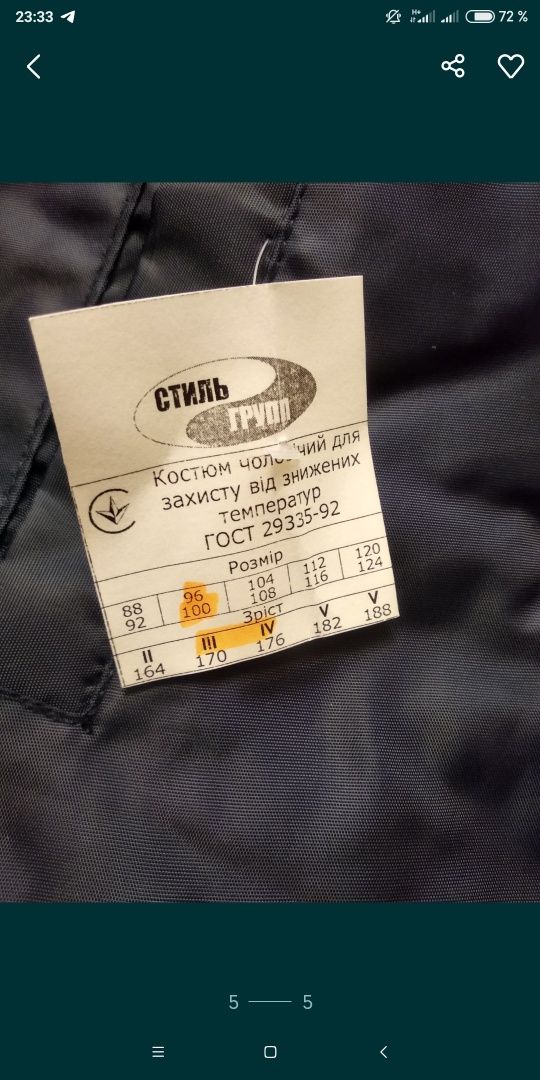 23:33
H+
72 %
СТИЛЬ
ГРУПП
Костюм чоловічий для
захисту від знижених
температур
ГОСТ 29335-92
Розмір
88 96 104 112 120
92 100 108 116 124
Зріст
II III IV V V
164 170 176 182 188
5 5